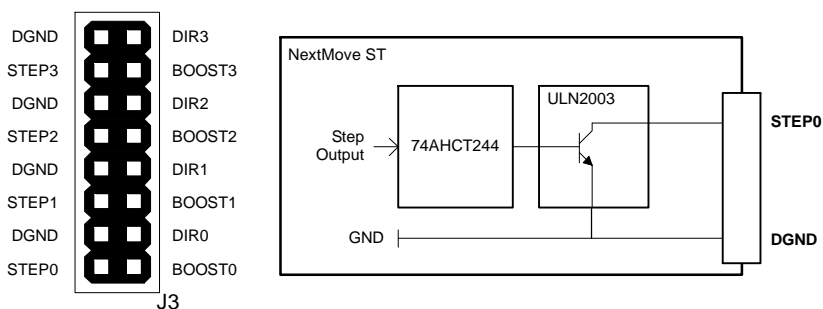 DGND DIR3
STEP3 BOOST3
DGND DIR2
STEP2 BOOST2
DGND DIR1
STEP1 BOOST1
DGND DIR0
STEP0 BOOST0
J3
NextMove ST
ULN2003
Step
Output
74AHCT244
GND
STEP0
DGND